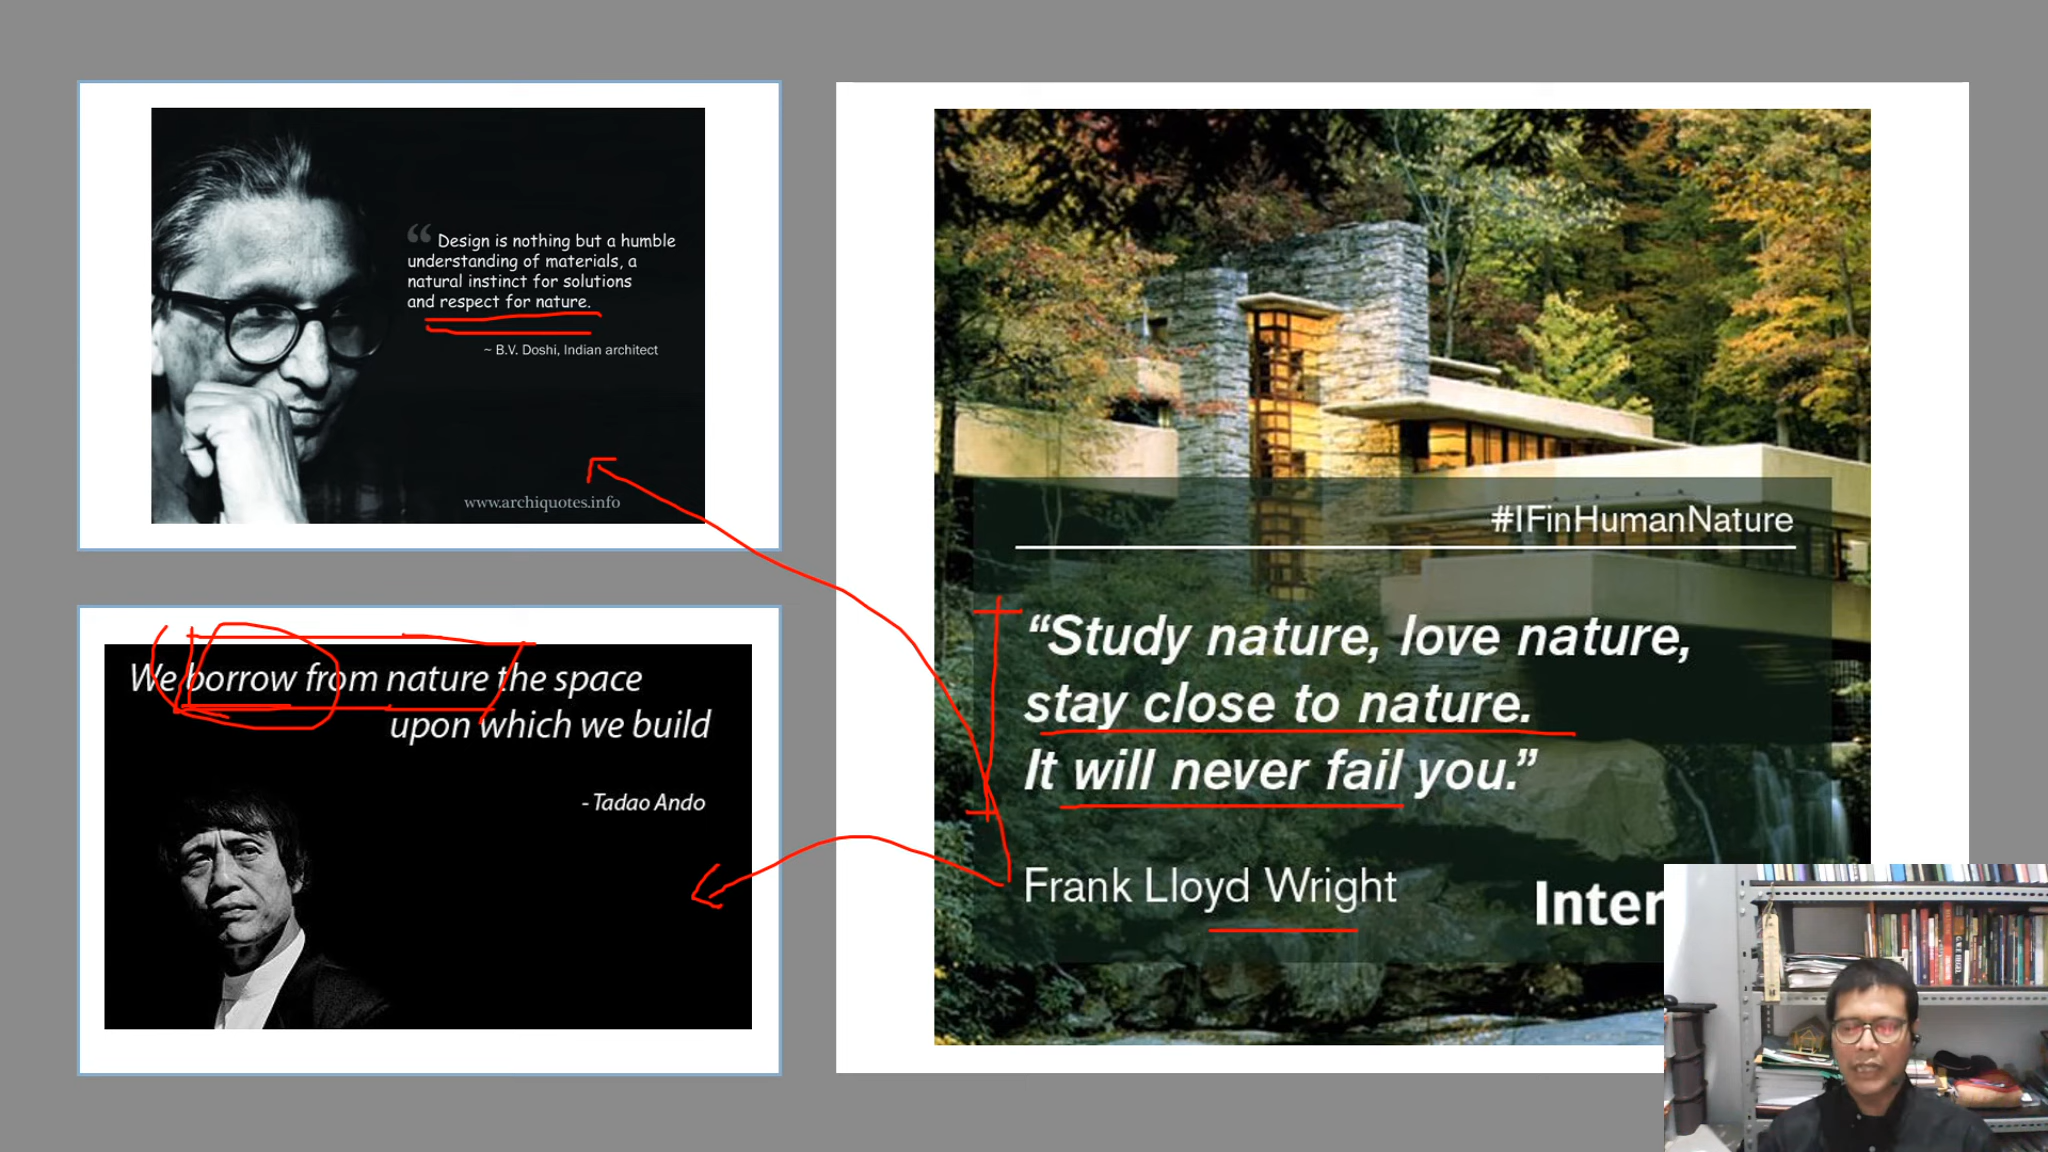 “ Design is nothing but a humble
understanding of materials, a
natural instinct for solutions
and respect for nature.
~ B.V. Doshi, Indian architect
www.archiquotes.info
We borrow from nature the space
upon which we build
- Tadao Ando
#IFinHumanNature
“Study nature, love nature,
stay close to nature.
It will never fail you.”
Frank Lloyd Wright
Inter